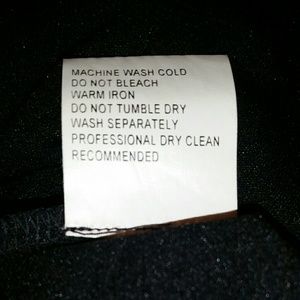 MACHINE WASH COLD
DO NOT BLEACH
WARM IRON
DO NOT TUMBLE DRY
WASH SEPARATELY
PROFESSIONAL DRY CLEAN
RECOMMENDED